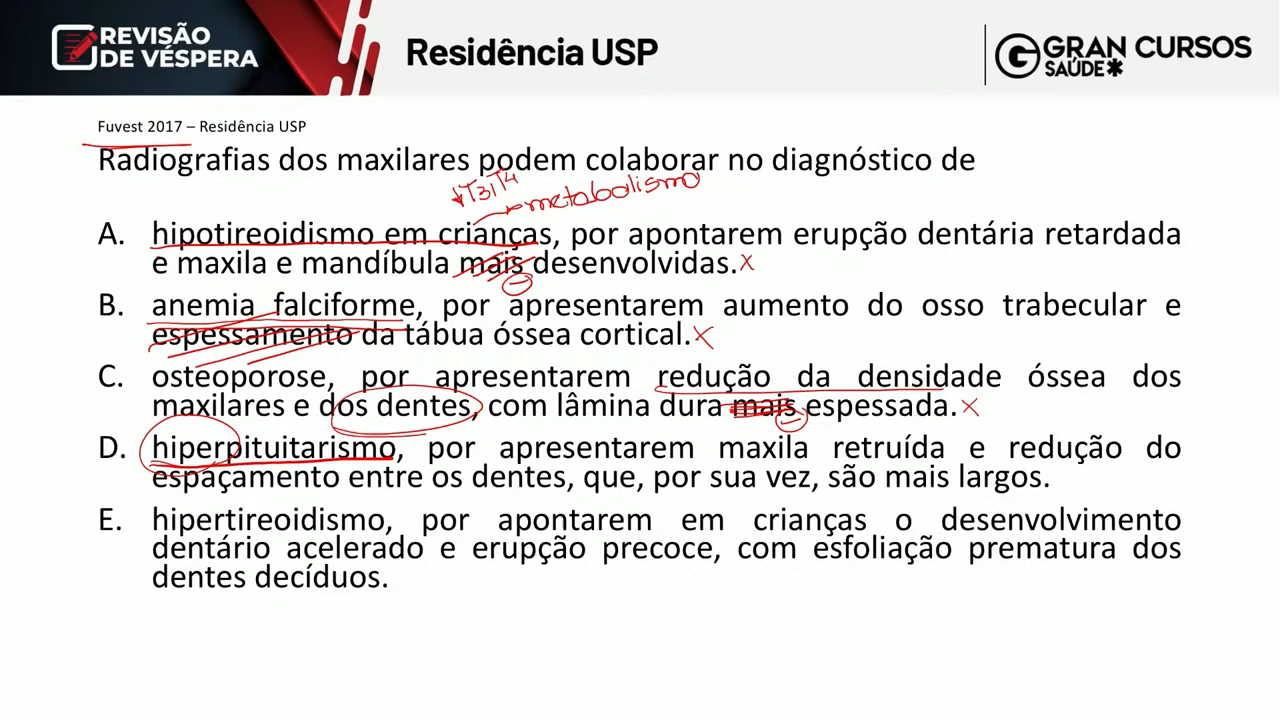 REVISÃO
DE VÉSPERA
Residência USP
GRAN CURSOS
SAÚDE
Fuvest 2017 – Residência USP
Radiografias dos maxilares podem colaborar no diagnóstico de
↓T3, T4
metabolismo
A. hipotireoidismo em crianças, por apontarem erupção dentária retardada
e maxila e mandíbula mais desenvolvidas. x
B. anemia falciforme, por apresentarem aumento do osso trabecular e
espessamento da tábua óssea cortical. x
C. osteoporose, por apresentarem redução da densidade óssea dos
maxilares e dos dentes, com lâmina dura mais espessada. x
D. hiperpituitarismo, por apresentarem maxila retruída e redução do
espaçamento entre os dentes, que, por sua vez, são mais largos.
E. hipertireoidismo, por apontarem em crianças o desenvolvimento
dentário acelerado e erupção precoce, com esfoliação prematura dos
dentes decíduos.